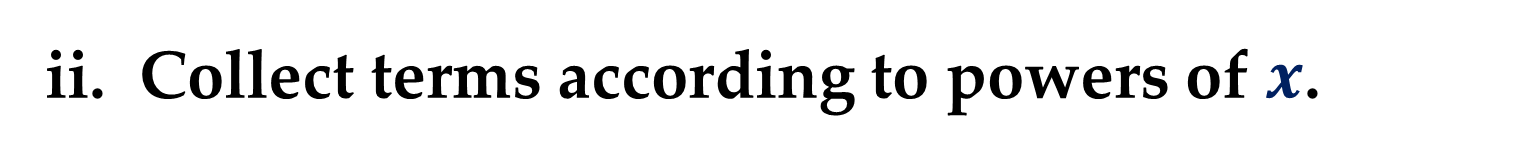 ii. Collect terms according to powers of x.